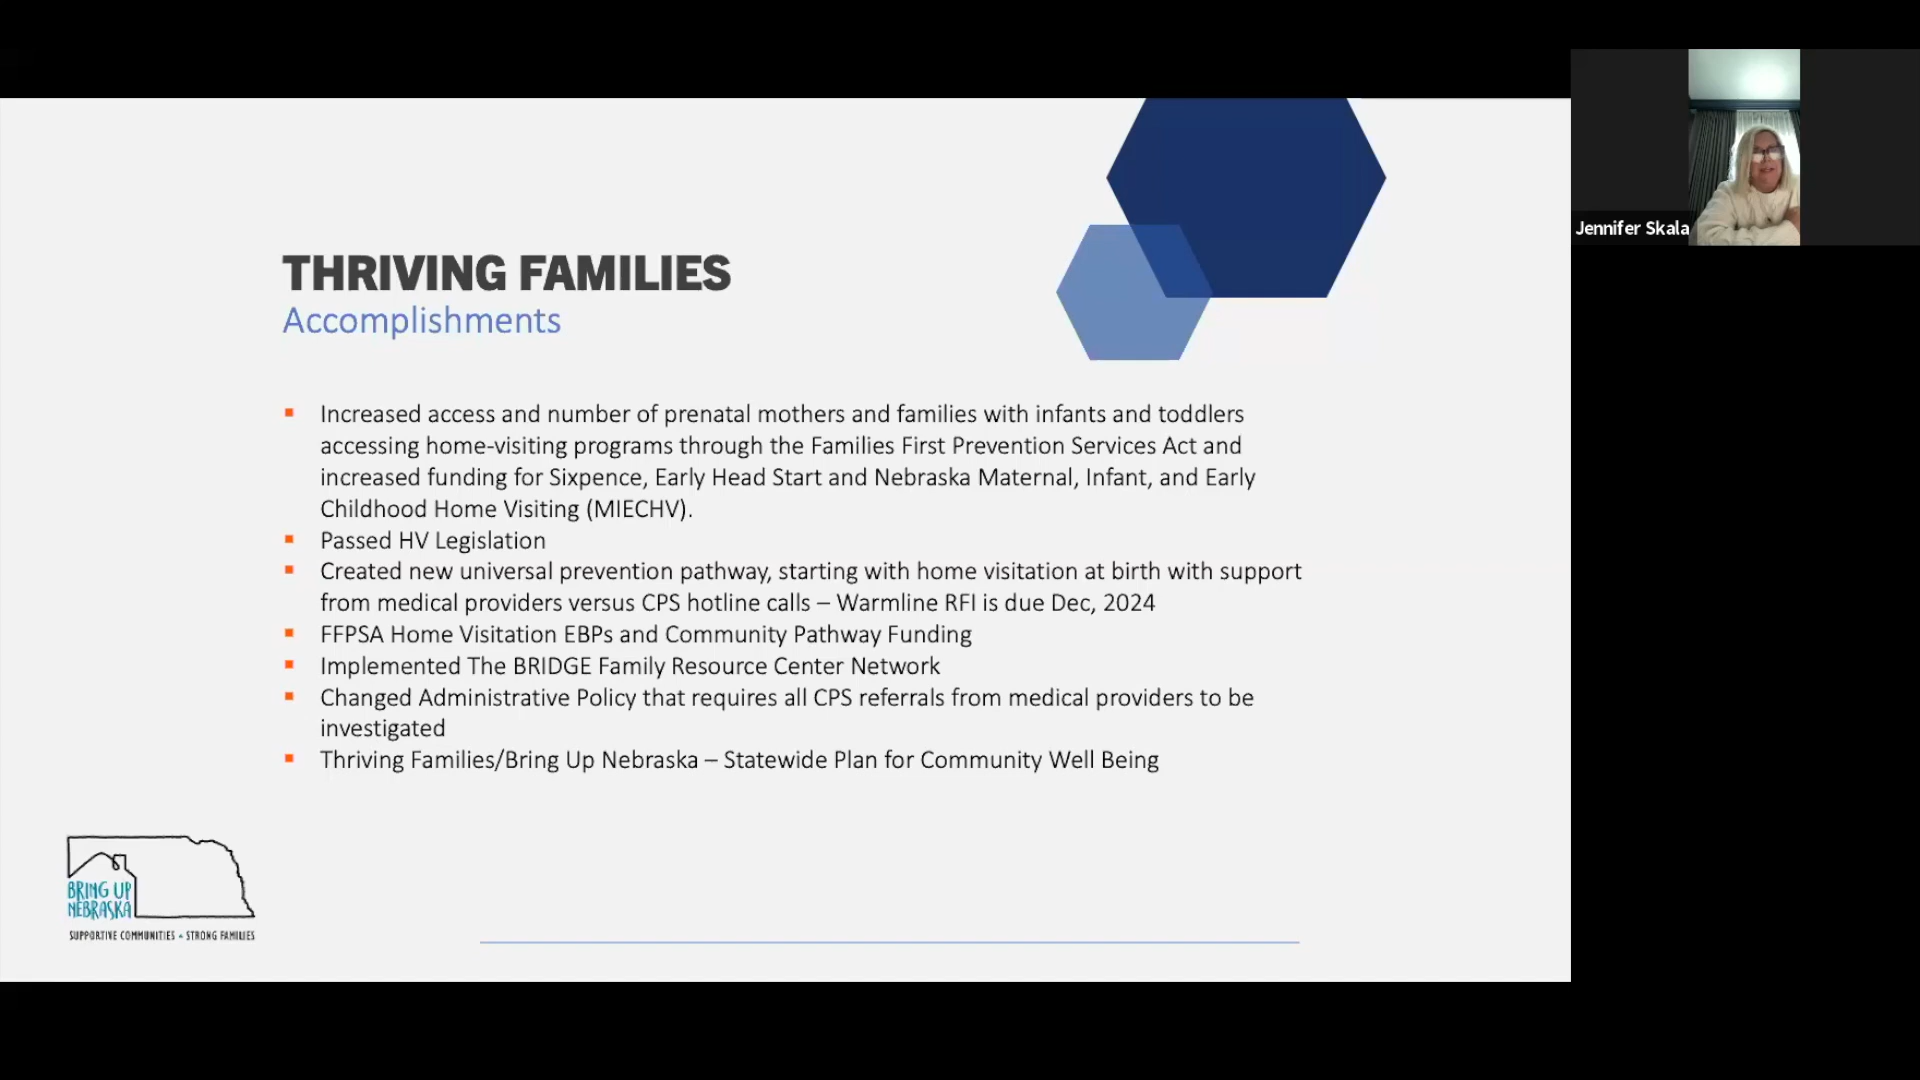 Jennifer Skala
THRIVING FAMILIES
Accomplishments
Increased access and number of prenatal mothers and families with infants and toddlers
accessing home-visiting programs through the Families First Prevention Services Act and
increased funding for Sixpence, Early Head Start and Nebraska Maternal, Infant, and Early
Childhood Home Visiting (MIECHV).
Passed HV Legislation
Created new universal prevention pathway, starting with home visitation at birth with support
from medical providers versus CPS hotline calls – Warmline RFI is due Dec, 2024
FFPSA Home Visitation EBPs and Community Pathway Funding
Implemented The BRIDGE Family Resource Center Network
Changed Administrative Policy that requires all CPS referrals from medical providers to be
investigated
Thriving Families/Bring Up Nebraska – Statewide Plan for Community Well Being
BRING UP
NEBRASKA
SUPPORTIVE COMMUNITIES • STRONG FAMILIES